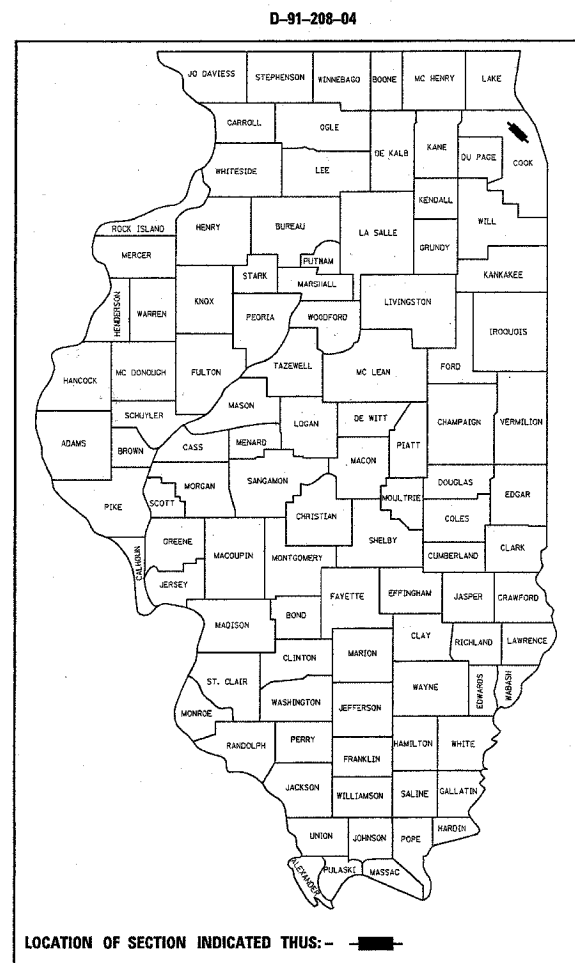 D-91-208-04
JO DAVIESS STEPHENSON WINNEBAGO BOONE MC HENRY LAKE
CARROLL OGLE DE KALB KANE DU PAGE COOK
WHITESIDE LEE
KENDALL
ROCK ISLAND HENRY BUREAU LA SALLE GRUNDY WILL
MERCER PUTNAM
STARK MARSHALL KANKAKEE
HENDERSON WARREN KNOX PEORIA WOODFORD LIVINGSTON IROQUOIS
HANCOCK MC DONOUGH FULTON TAZEWELL MC LEAN FORD
SCHUYLER MASON
ADAMS BROWN CASS MENARD LOGAN DE WITT PIATT CHAMPAIGN VERMILION
MACON
PIKE SCOTT MORGAN SANGAMON MOULTRIE DOUGLAS EDGAR
CHRISTIAN COLES
CALHOUN GREENE MACOUPIN MONTGOMERY SHELBY CUMBERLAND CLARK
JERSEY
FAYETTE EFFINGHAM JASPER CRAWFORD
MADISON BOND
CLAY RICHLAND LAWRENCE
CLINTON MARION
ST. CLAIR WAYNE EDWARDS WABASH
MONROE WASHINGTON JEFFERSON
RANDOLPH PERRY HAMILTON WHITE
FRANKLIN
JACKSON WILLIAMSON SALINE GALLATIN
HARDIN
UNION JOHNSON POPE
ALEXANDER PULASKI MASSAC
LOCATION OF SECTION INDICATED THUS: -